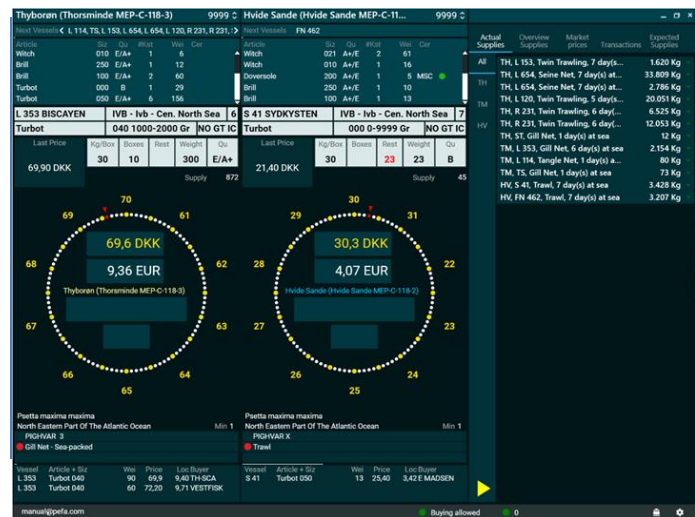 Thyborøn (Thorsminde MEP-C-118-3) 9999
Next Vessels < L 114, TS, L 153, L 654, L 654, L 120, R 231, R 231, >
Article Siz Qu #Kst Wei Cer
Witch 010 E/A+ 1 6
Brill 250 E/A+ 1 12
Brill 100 E/A+ 2 60
Turbot 000 B 1 29
Turbot 050 E/A+ 6 156
L 353 BISCAYEN IVB - Ivb - Cen. North Sea 6
Turbot 040 1000-2000 Gr NO GT IC
Last Price Kg/Box Boxes Rest Weight Qu
69,90 DKK 30 10 300 E/A+
Supply 872
70
69 61
69,6 DKK
68 9,36 EUR 62
Thyborøn (Thorsminde MEP-C-118-3)
67 63
66 64
65
Psetta maxima maxima
North Eastern Part Of The Atlantic Ocean Min 1
PIGHVAR 3
Gill Net - Sea-packed
Vessel Article + Siz Wei Price Loc Buyer
L 353 Turbot 040 90 69,9 9,40 TH-SCA
L 353 Turbot 040 60 72,20 9,71 VESTFISK
Hvide Sande (Hvide Sande MEP-C-11... 9999
Next Vessels FN 462
Article Siz Qu #Kst Wei Cer
Witch 021 A+/E 2 61
Witch 010 A+/E 1 16
Doversole 200 A+/E 1 5 MSC
Brill 250 A+/E 1 10
Brill 100 A+/E 1 13
S 41 SYDKYSTEN IVB - Ivb - Cen. North Sea 7
Turbot 000 0-9999 Gr NO GT IC
Last Price Kg/Box Boxes Rest Weight Qu
21,40 DKK 30 23 23 B
Supply 45
30
29 31
30,3 DKK
28 4,07 EUR 22
Hvide Sande (Hvide Sande MEP-C-118-2)
27 23
26 24
25
Psetta maxima maxima
North Eastern Part Of The Atlantic Ocean Min 1
PIGHVAR X
Trawl
Vessel Article + Siz Wei Price Loc Buyer
S 41 Turbot 050 13 25,40 3,42 E MADSEN
Actual Supplies Overview Supplies Market prices Transactions Expected Supplies
All TH, L 153, Twin Trawling, 7 day(s... 1.620 Kg
TH, L 654, Seine Net, 7 day(s) at... 33.809 Kg
TH TH, L 654, Seine Net, 7 day(s) at... 2.786 Kg
TH, L 120, Twin Trawling, 5 day(s... 20.051 Kg
TM TH, R 231, Twin Trawling, 6 day(... 6.525 Kg
TH, R 231, Twin Trawling, 6 day(... 12.053 Kg
HV TH, ST, Gill Net, 1 day(s) at sea 12 Kg
TM, L 353, Gill Net, 6 day(s) at sea 2.154 Kg
TM, L 114, Tangle Net, 1 day(s) a... 80 Kg
TM, TS, Gill Net, 1 day(s) at sea 73 Kg
HV, S 41, Trawl, 7 day(s) at sea 3.428 Kg
HV, FN 462, Trawl, 7 day(s) at sea 3.207 Kg
manual@pefa.com Buying allowed 0